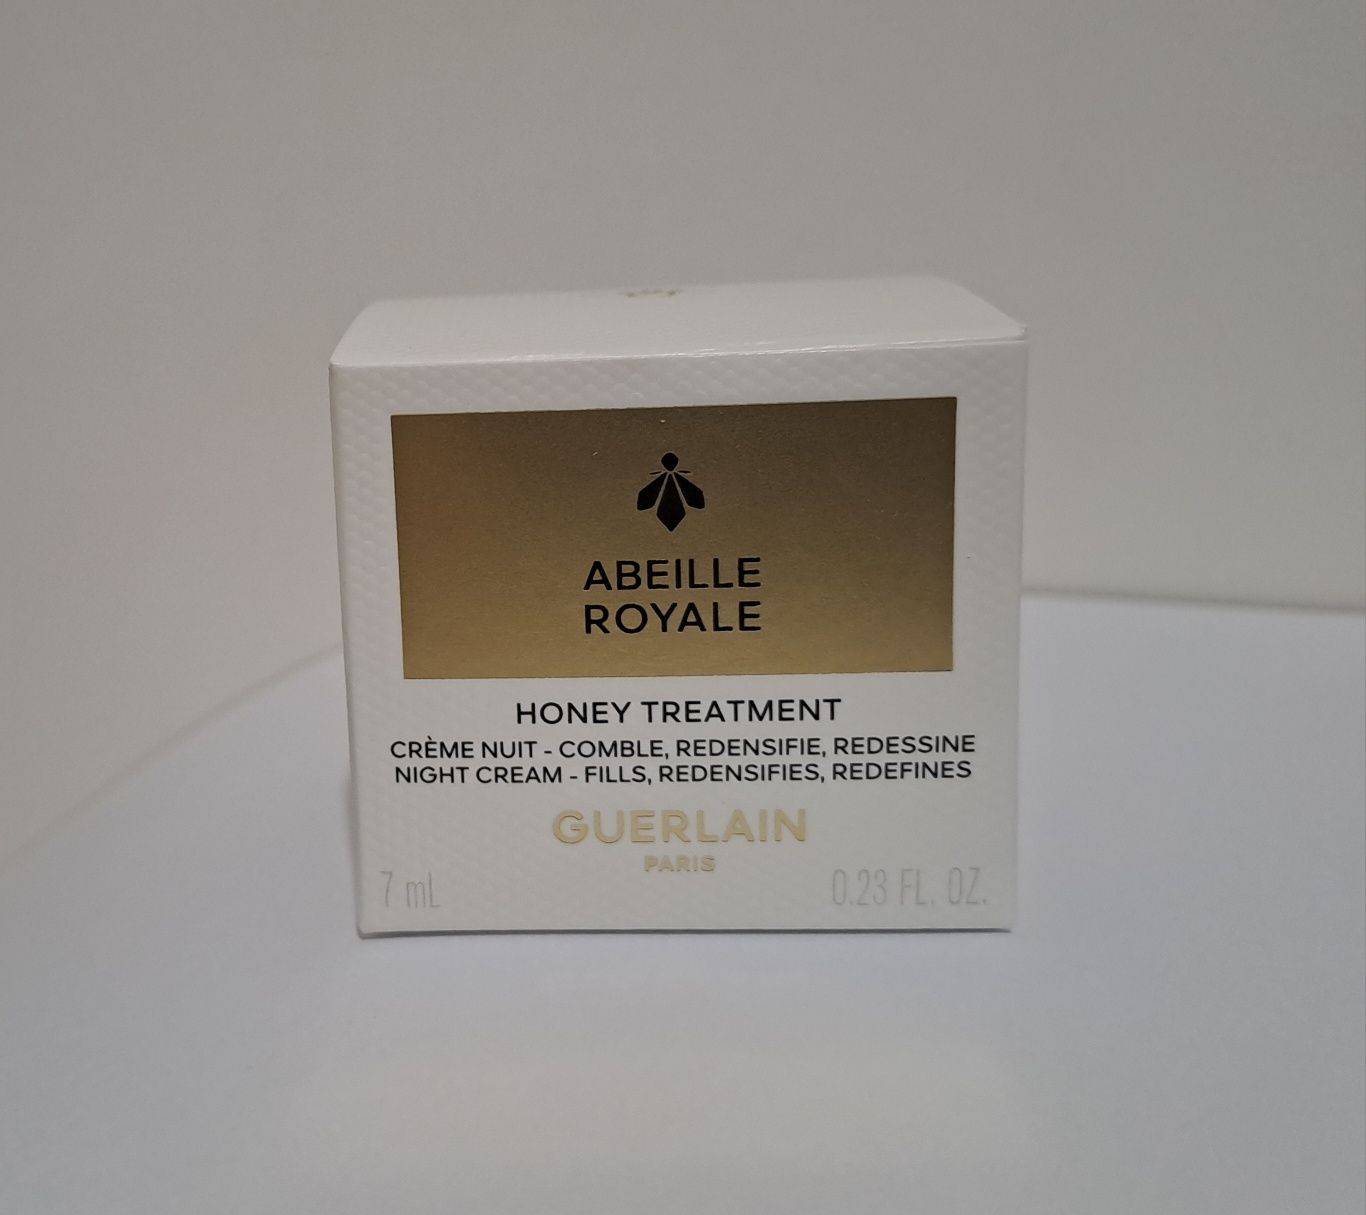 ABEILLE
ROYALE
HONEY TREATMENT
CRÈME NUIT - COMBLE, REDENSIFIE, REDESSINE
NIGHT CREAM - FILLS, REDENSIFIES, REDEFINES
GUERLAIN
PARIS
7 mL
0.23 FL. OZ.